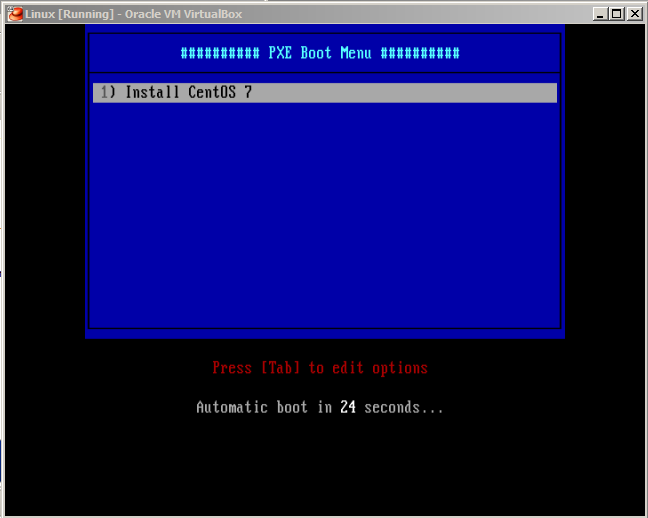 Linux [Running] - Oracle VM VirtualBox
########## PXE Boot Menu ##########
1) Install CentOS 7
Press [Tab] to edit options
Automatic boot in 24 seconds...